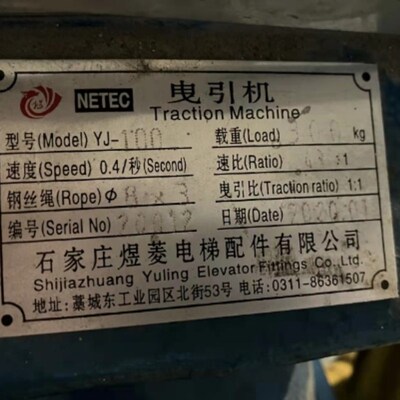 NETEC 曳引机
Traction Machine
型号(Model) YJ-100 载重(Load) kg
速度(Speed) 0.4/秒(Second) 速比(Ratio) :1
钢丝绳(Rope)Φ 8×3 曳引比(Traction ratio) 1:1
编号(Serial No) 日期(Date) 2020.01
石家庄煜菱电梯配件有限公司
Shijiazhuang Yuling Elevator Fittings Co., Ltd.
地址:藁城东工业园区北街53号 电话:0311-86361507